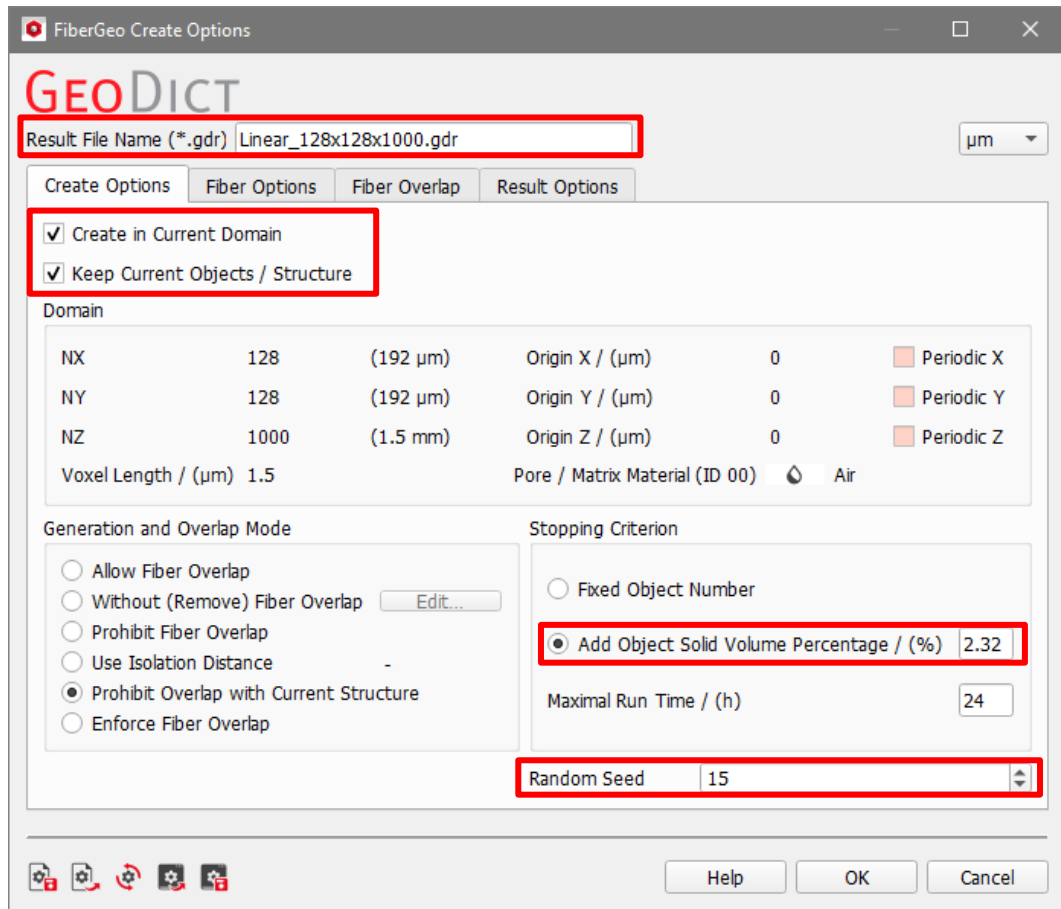 FiberGeo Create Options
GEODICT
Result File Name (*.gdr) Linear_128x128x1000.gdr µm
Create Options Fiber Options Fiber Overlap Result Options
Create in Current Domain
Keep Current Objects / Structure
Domain
NX 128 (192 µm) Origin X / (µm) 0 Periodic X
NY 128 (192 µm) Origin Y / (µm) 0 Periodic Y
NZ 1000 (1.5 mm) Origin Z / (µm) 0 Periodic Z
Voxel Length / (µm) 1.5 Pore / Matrix Material (ID 00) Air
Generation and Overlap Mode Stopping Criterion
Allow Fiber Overlap
Fixed Object Number
Without (Remove) Fiber Overlap Edit...
Prohibit Fiber Overlap
Add Object Solid Volume Percentage / (%) 2.32
Use Isolation Distance -
Prohibit Overlap with Current Structure
Maximal Run Time / (h) 24
Enforce Fiber Overlap
Random Seed 15
Help OK Cancel